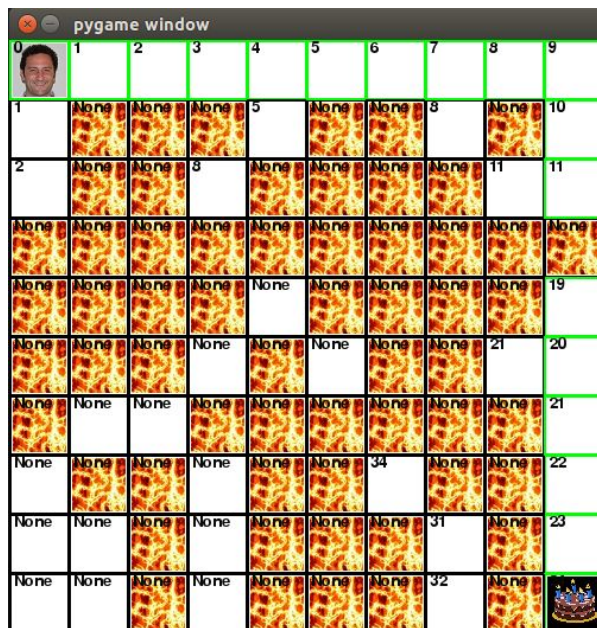 pygame window
0 1 2 3 4 5 6 7 8 9
1 None None None 5 None None 8 None 10
2 None None 8 None None None None 11 11
None None None None None None None None None None
None None None None None None None None None 19
None None None None None None None None 21 20
None None None None None None None None None 21
None None None None None None 34 None None 22
None None None None None None None 31 None 23
None None None None None None None 32 None